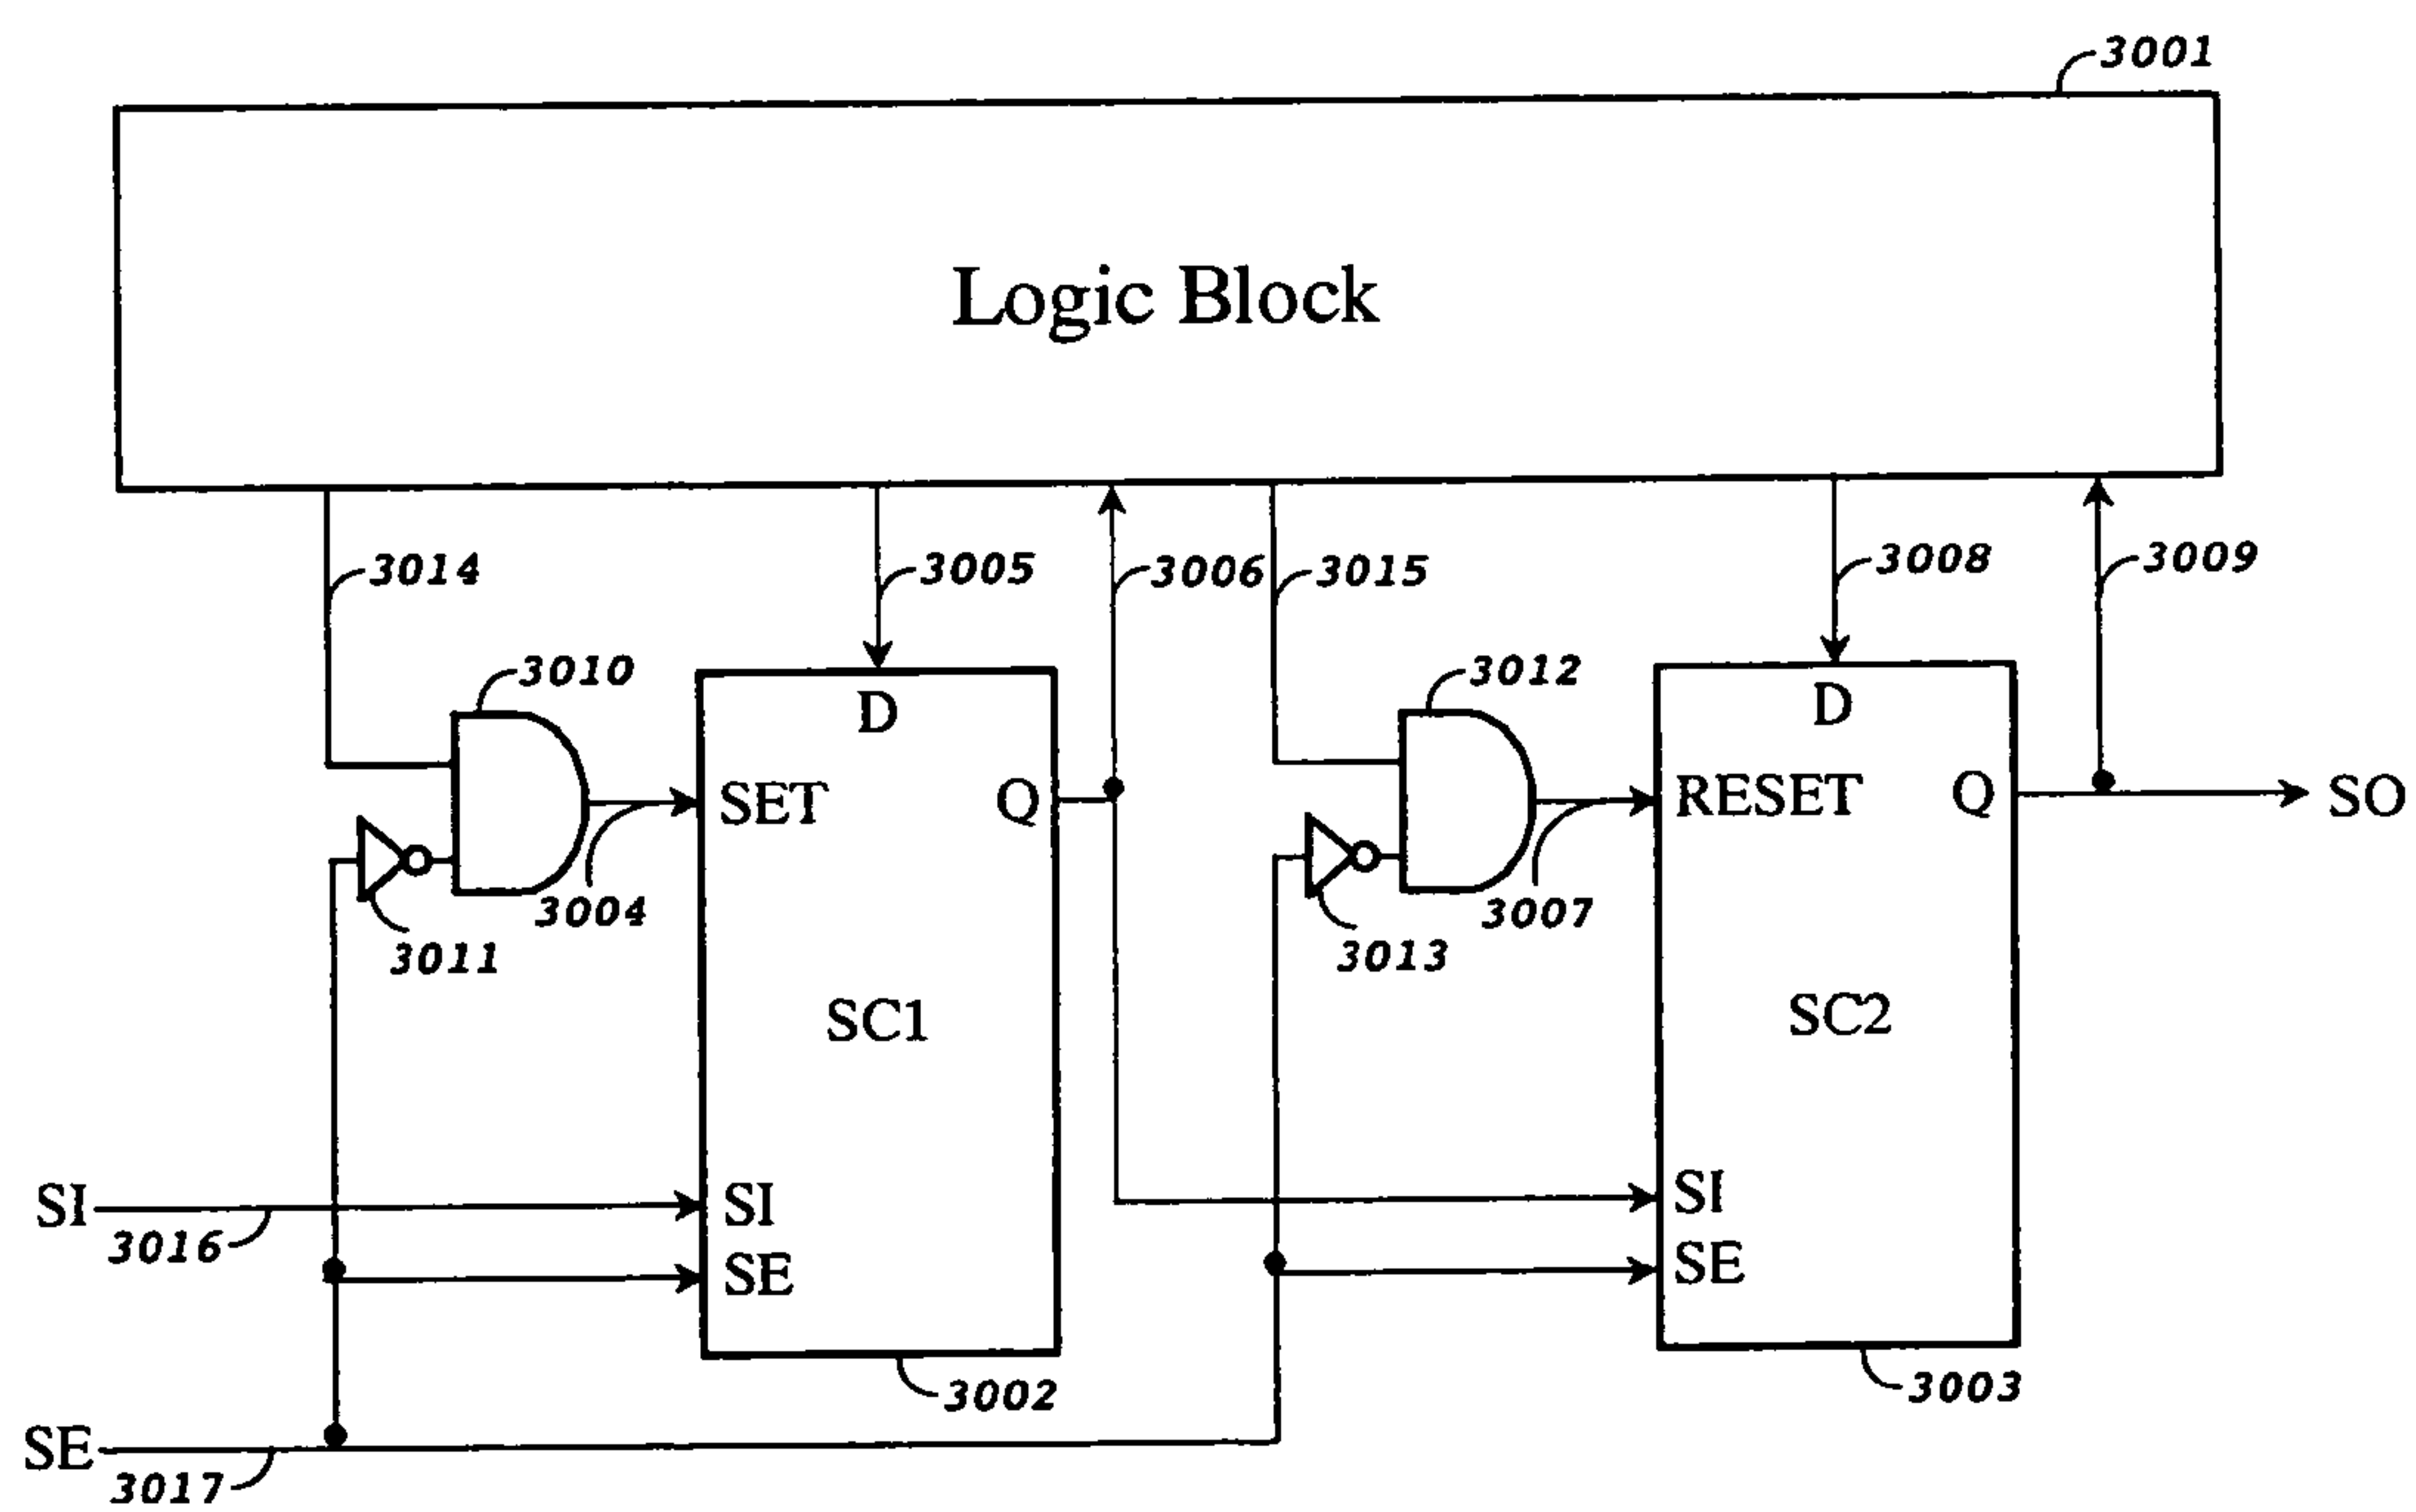 3001
Logic Block
3014
3005
3006
3015
3008
3009
3010
3012
D
D
SET
Q
RESET
Q
SO
3004
3007
3011
3013
SC1
SC2
SI
SI
SI
3016
SE
SE
3002
3003
SE
3017